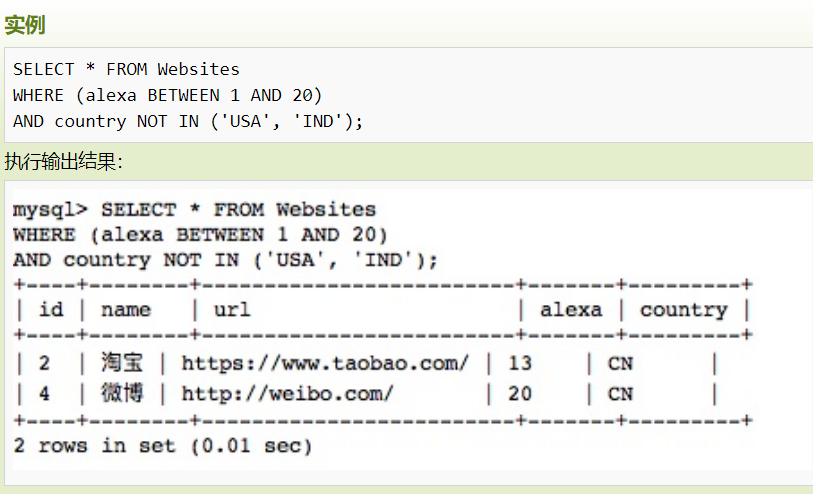 实例
SELECT * FROM Websites
WHERE (alexa BETWEEN 1 AND 20)
AND country NOT IN ('USA', 'IND');
执行输出结果：
mysql> SELECT * FROM Websites
WHERE (alexa BETWEEN 1 AND 20)
AND country NOT IN ('USA', 'IND');
+----+--------+-------------------------+-------+---------+
| id | name | url | alexa | country |
+----+--------+-------------------------+-------+---------+
| 2 | 淘宝 | https://www.taobao.com/ | 13 | CN |
| 4 | 微博 | http://weibo.com/ | 20 | CN |
+----+--------+-------------------------+-------+---------+
2 rows in set (0.01 sec)